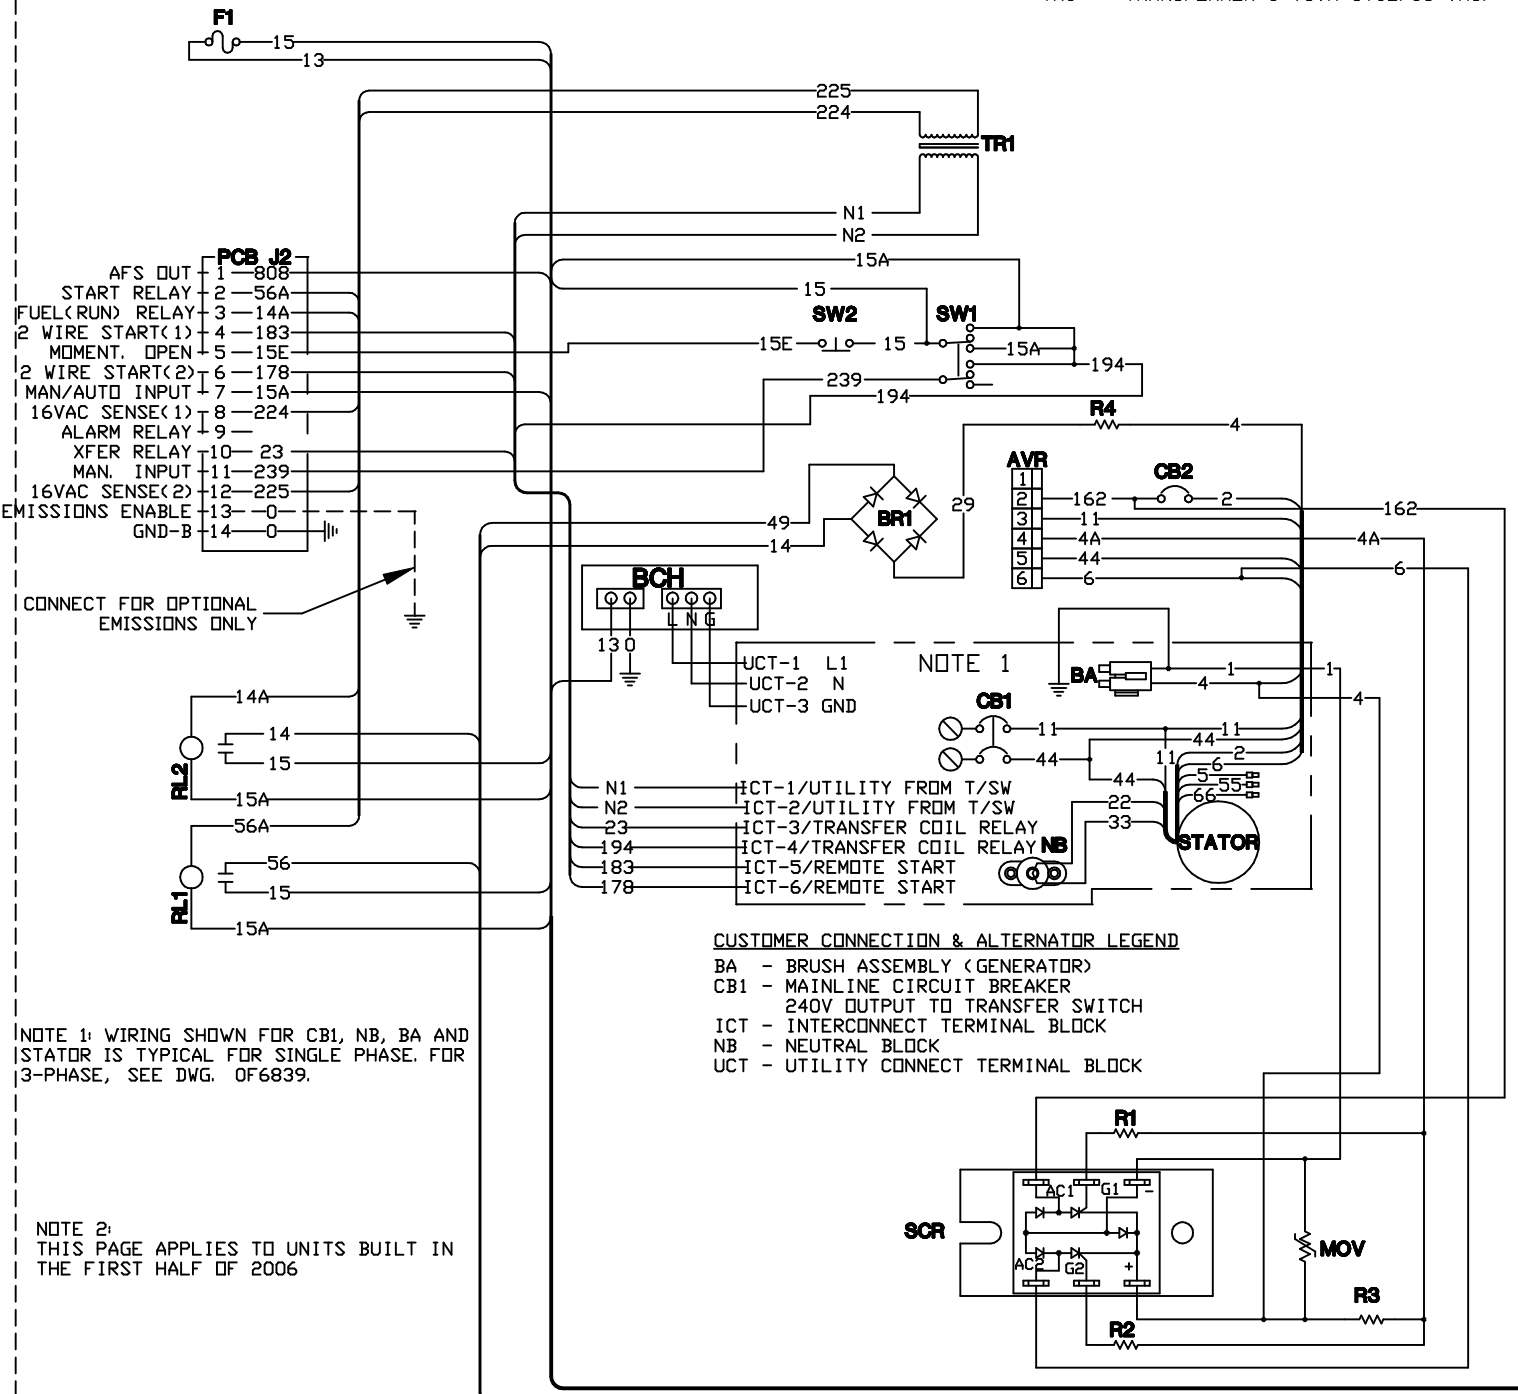 F1
15
13
225
224
TR1
N1
N2
15A
15
PCB J2
AFS OUT 1 808
START RELAY 2 56A
FUEL(RUN) RELAY 3 14A
2 WIRE START(1) 4 183
MOMENT. OPEN 5 15E
2 WIRE START(2) 6 178
MAN/AUTO INPUT 7 15A
16VAC SENSE(1) 8 224
ALARM RELAY 9
XFER RELAY 10 23
MAN. INPUT 11 239
16VAC SENSE(2) 12 225
EMISSIONS ENABLE 13 0
GND-B 14 0
CONNECT FOR OPTIONAL
EMISSIONS ONLY
SW2 SW1
15E 15 15A
194
239
194
R4
4
AVR
1
2 162 CB2 2
3 11
4 4A
5 44
6 6
162
4A
6
29
BR1
49
14
BCH
L N G
13 0
UCT-1 L1
UCT-2 N
UCT-3 GND
NOTE 1
BA 1 1
4 4
CB1
11 11
44 44
11
2
6
5
55
66
44
22
33
STATOR
NB
N1 ICT-1/UTILITY FROM T/SW
N2 ICT-2/UTILITY FROM T/SW
23 ICT-3/TRANSFER COIL RELAY
194 ICT-4/TRANSFER COIL RELAY
183 ICT-5/REMOTE START
178 ICT-6/REMOTE START
14A
14
15
RL2
15A
56A
56
15
RL1
15A
CUSTOMER CONNECTION & ALTERNATOR LEGEND
BA - BRUSH ASSEMBLY (GENERATOR)
CB1 - MAINLINE CIRCUIT BREAKER
240V OUTPUT TO TRANSFER SWITCH
ICT - INTERCONNECT TERMINAL BLOCK
NB - NEUTRAL BLOCK
UCT - UTILITY CONNECT TERMINAL BLOCK
NOTE 1: WIRING SHOWN FOR CB1, NB, BA AND
STATOR IS TYPICAL FOR SINGLE PHASE. FOR
3-PHASE, SEE DWG. 0F6839.
NOTE 2:
THIS PAGE APPLIES TO UNITS BUILT IN
THE FIRST HALF OF 2006
R1
AC1 G1 -
SCR
AC2 G2 +
MOV
R3
R2